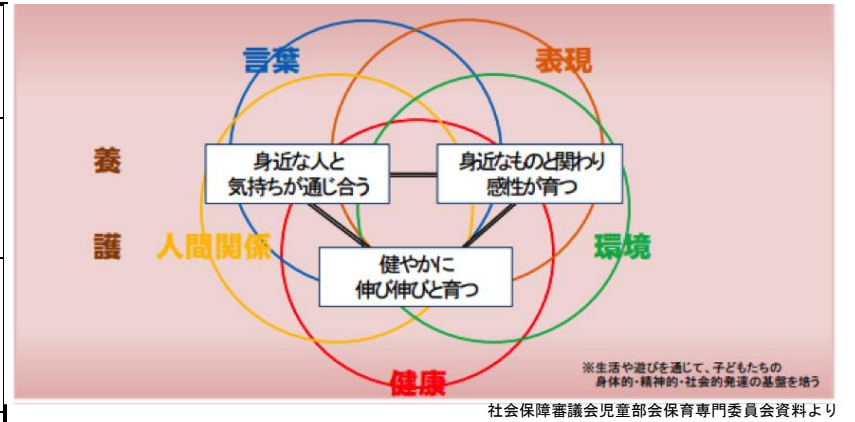 言葉
表現
養
身近な人と
気持ちが通じ合う
身近なものと関わり
感性が育つ
護
人間関係
環境
健やかに
伸び伸びと育つ
健康
※生活や遊びを通じて、子どもたちの
身体的・精神的・社会的発達の基盤を培う
社会保障審議会児童部会保育専門委員会資料より